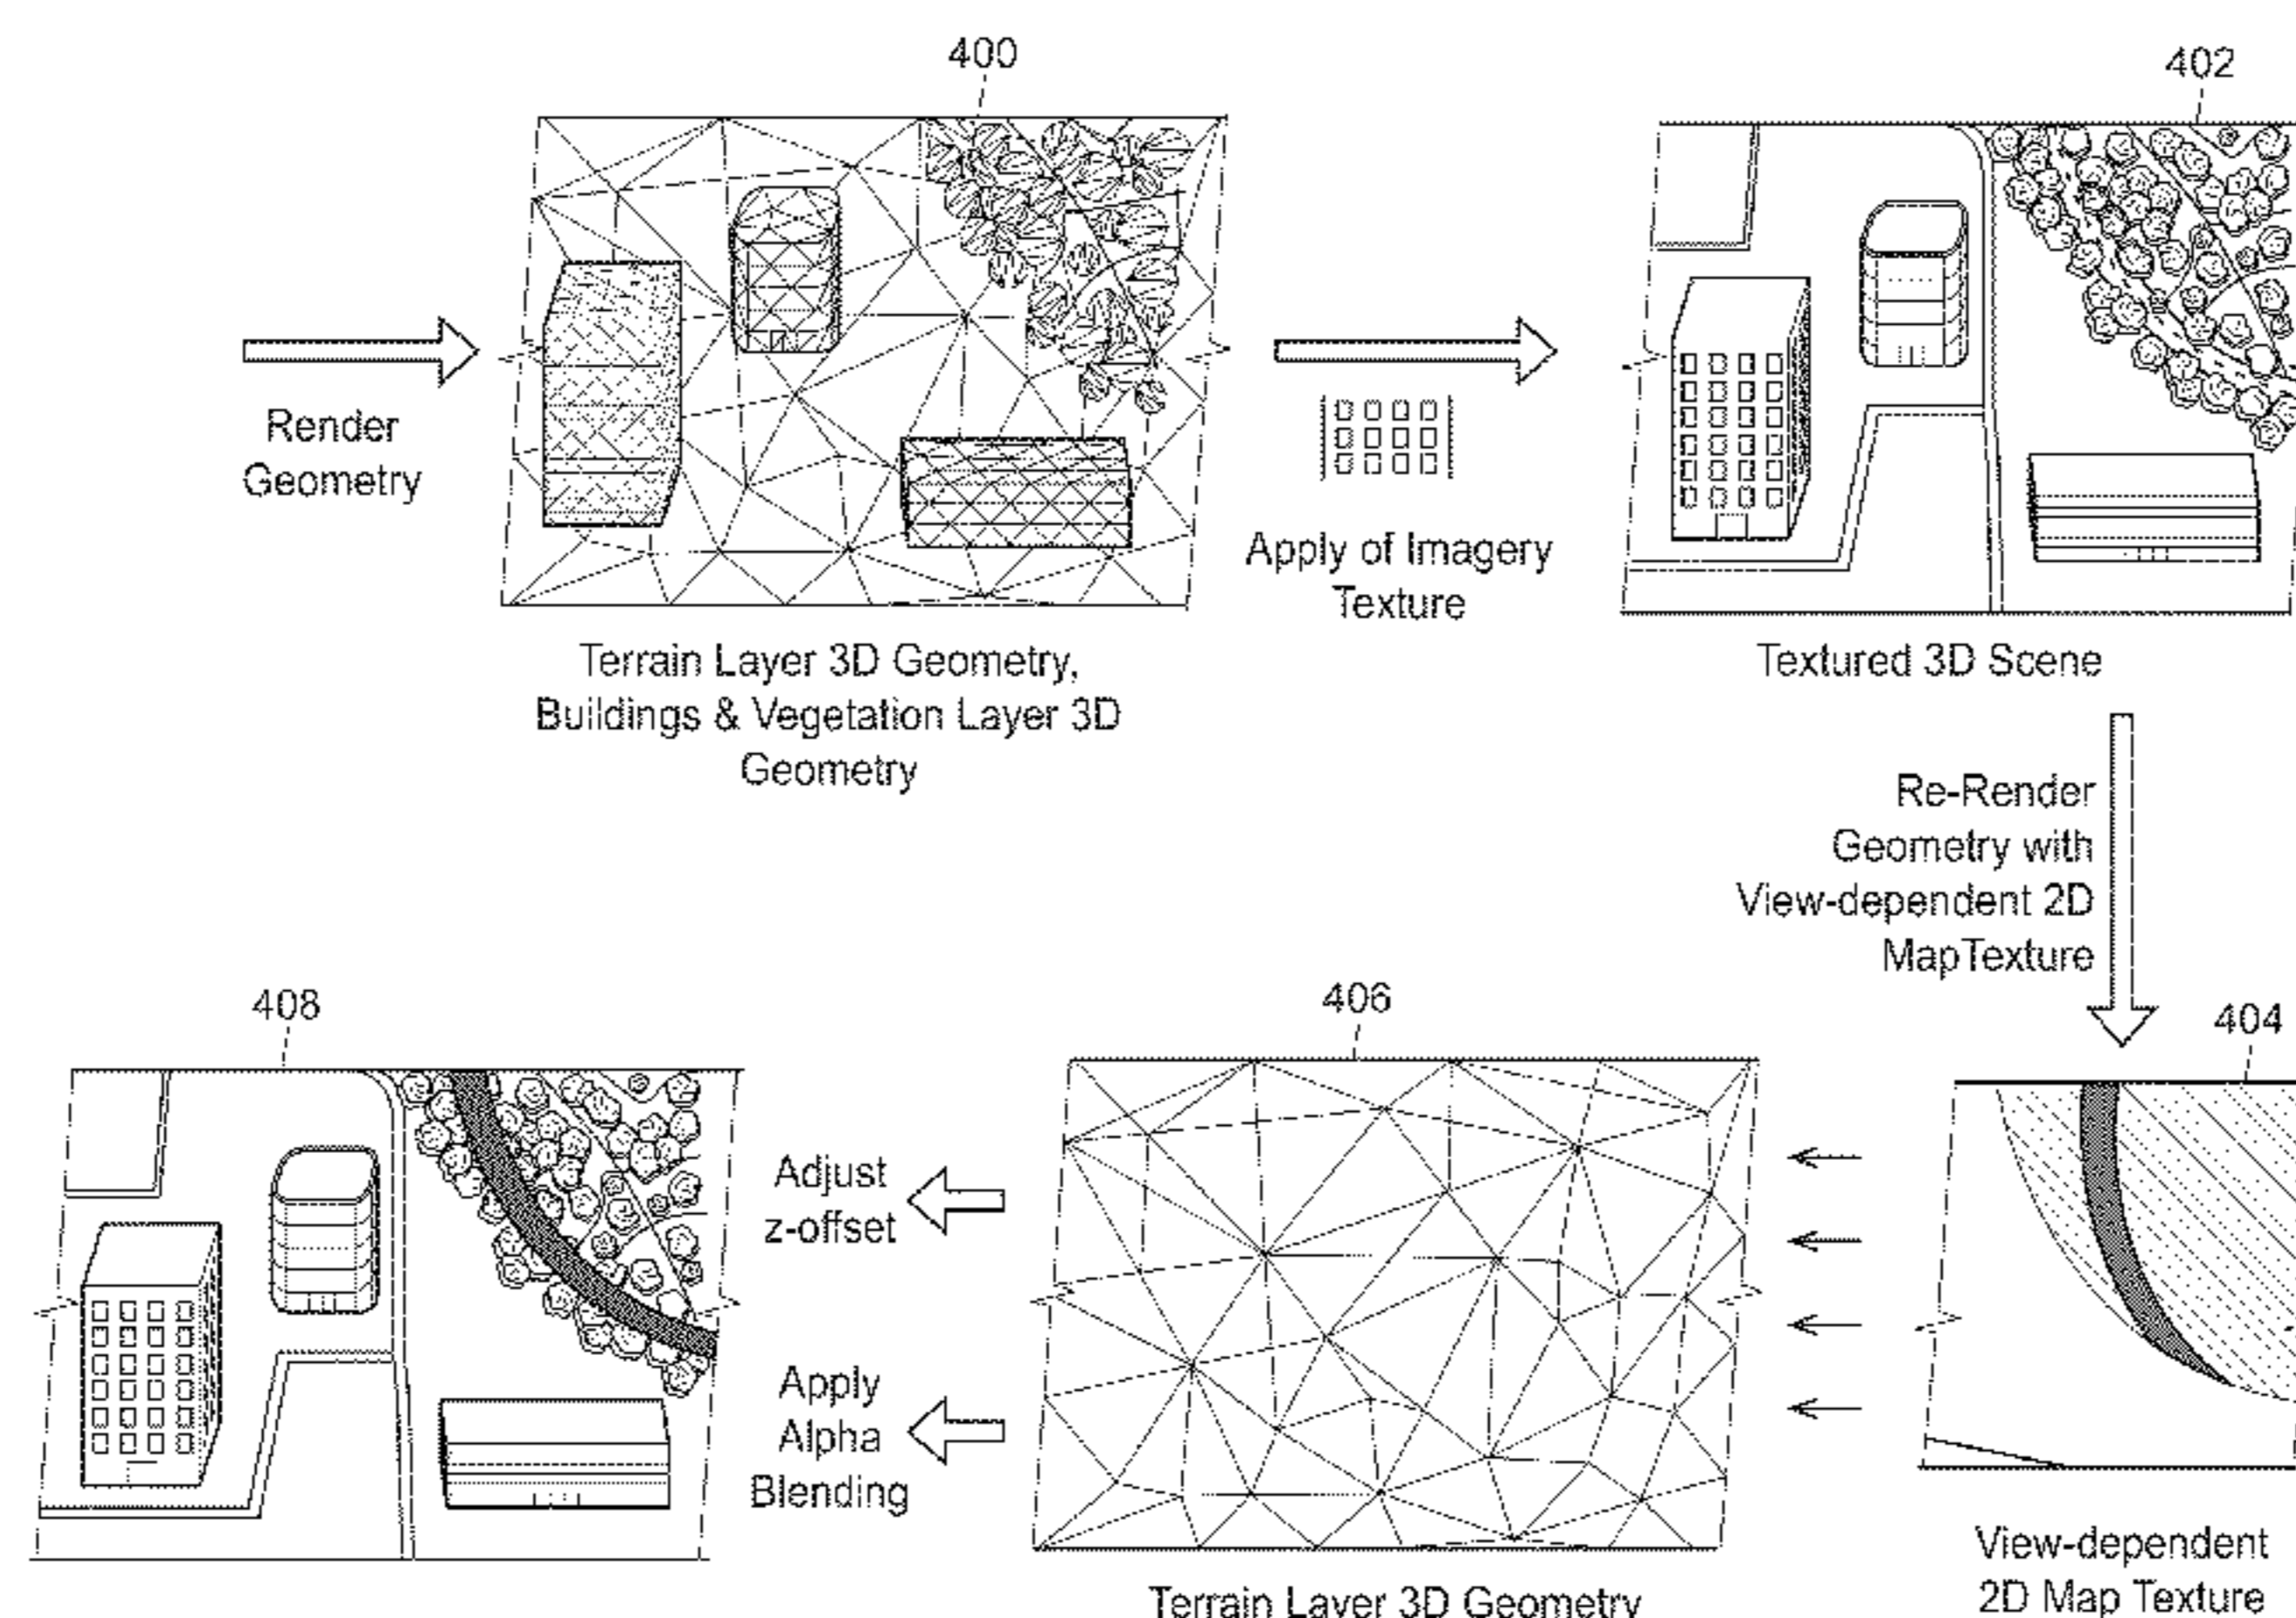 400
402
Render
Geometry
Apply of Imagery
Texture
Terrain Layer 3D Geometry,
Buildings & Vegetation Layer 3D
Geometry
Textured 3D Scene
Re-Render
Geometry with
View-dependent 2D
MapTexture
408
406
404
Adjust
z-offset
Apply
Alpha
Blending
Terrain Layer 3D Geometry
View-dependent
2D Map Texture